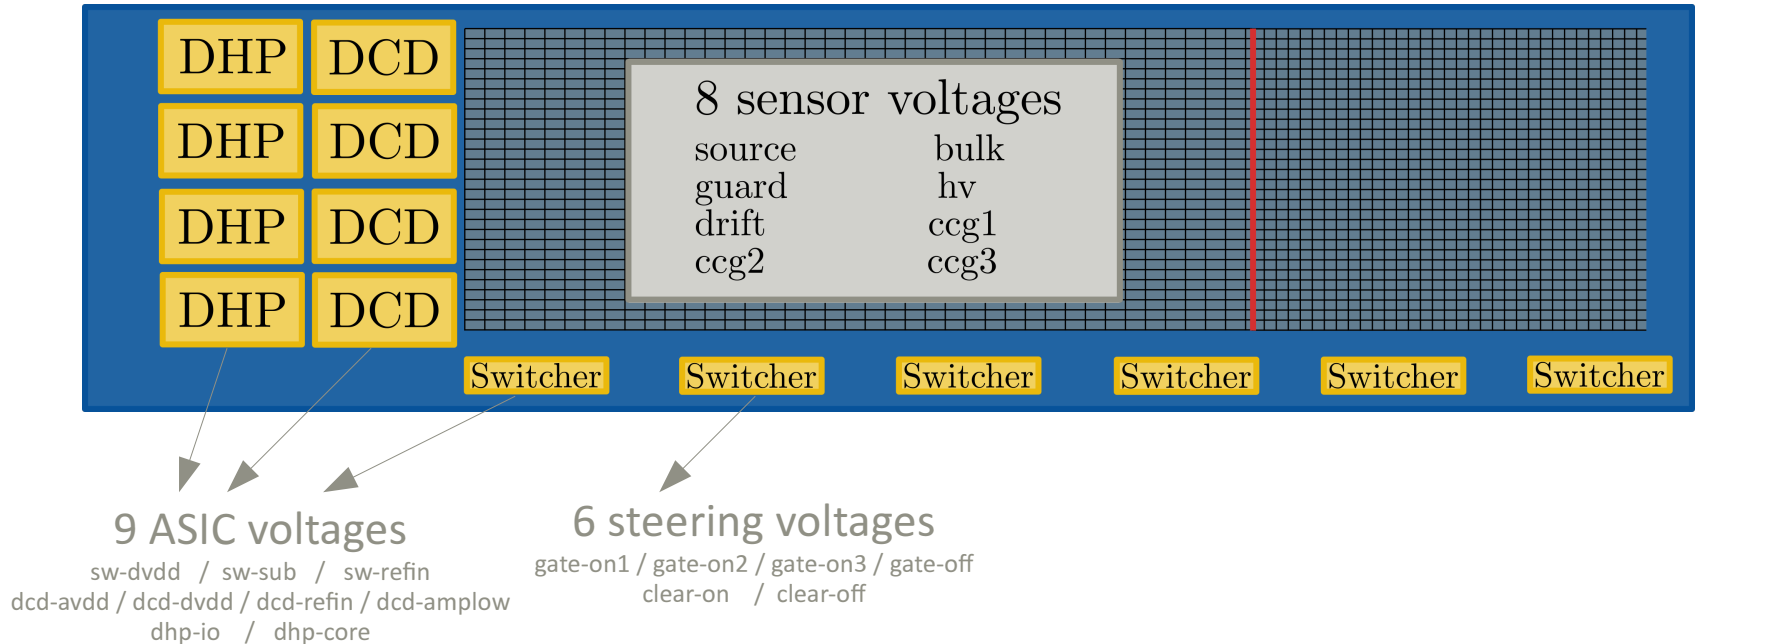 DHP DCD
DHP DCD
DHP DCD
DHP DCD
8 sensor voltages
source bulk
guard hv
drift ccg1
ccg2 ccg3
Switcher Switcher Switcher Switcher Switcher Switcher
9 ASIC voltages
sw-dvdd / sw-sub / sw-refin
dcd-avdd / dcd-dvdd / dcd-refin / dcd-amplow
dhp-io / dhp-core
6 steering voltages
gate-on1 / gate-on2 / gate-on3 / gate-off
clear-on / clear-off